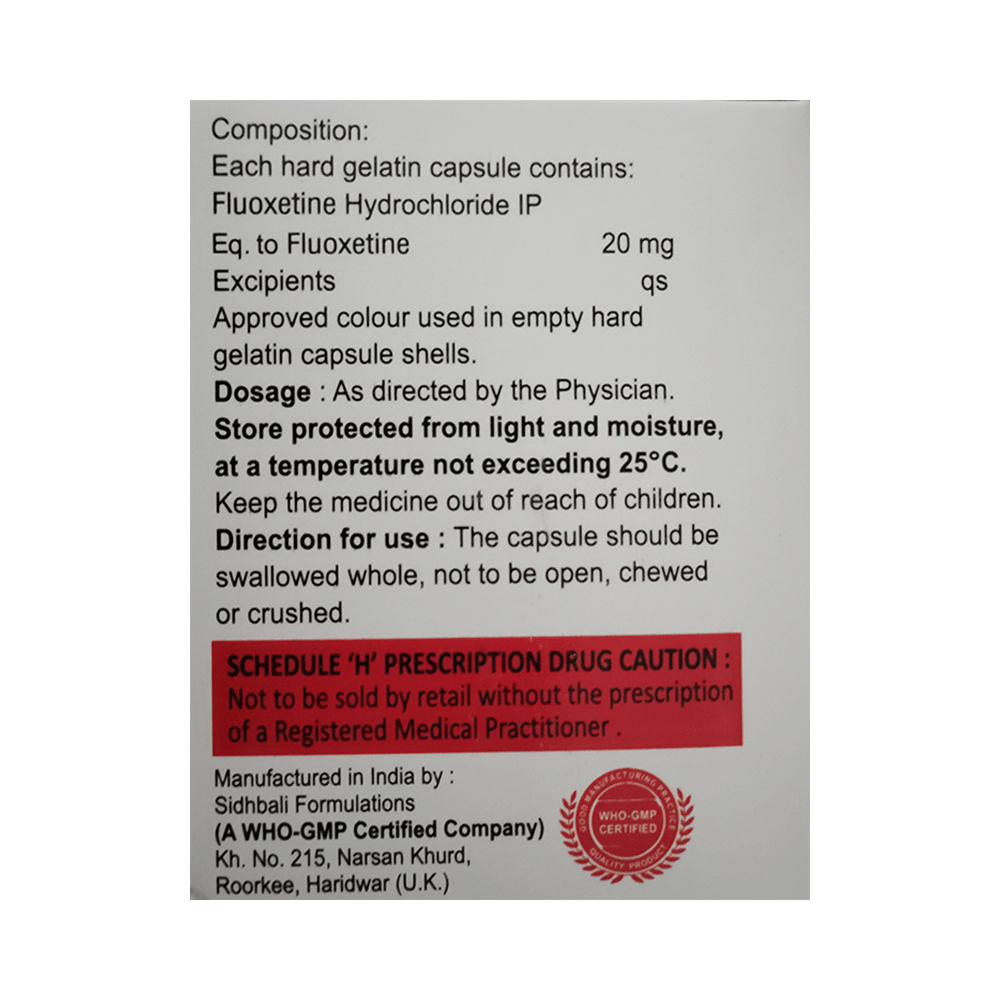 Composition:
Each hard gelatin capsule contains:
Fluoxetine Hydrochloride IP
Eq. to Fluoxetine 20 mg
Excipients qs
Approved colour used in empty hard
gelatin capsule shells.
Dosage : As directed by the Physician.
Store protected from light and moisture,
at a temperature not exceeding 25°C.
Keep the medicine out of reach of children.
Direction for use : The capsule should be
swallowed whole, not to be open, chewed
or crushed.
SCHEDULE ‘H’ PRESCRIPTION DRUG CAUTION :
Not to be sold by retail without the prescription
of a Registered Medical Practitioner .
Manufactured in India by :
Sidhbali Formulations
(A WHO-GMP Certified Company)
Kh. No. 215, Narsan Khurd,
Roorkee, Haridwar (U.K.)
GOOD MANUFACTURING PRACTICE
WHO-GMP
CERTIFIED
QUALITY PRODUCT